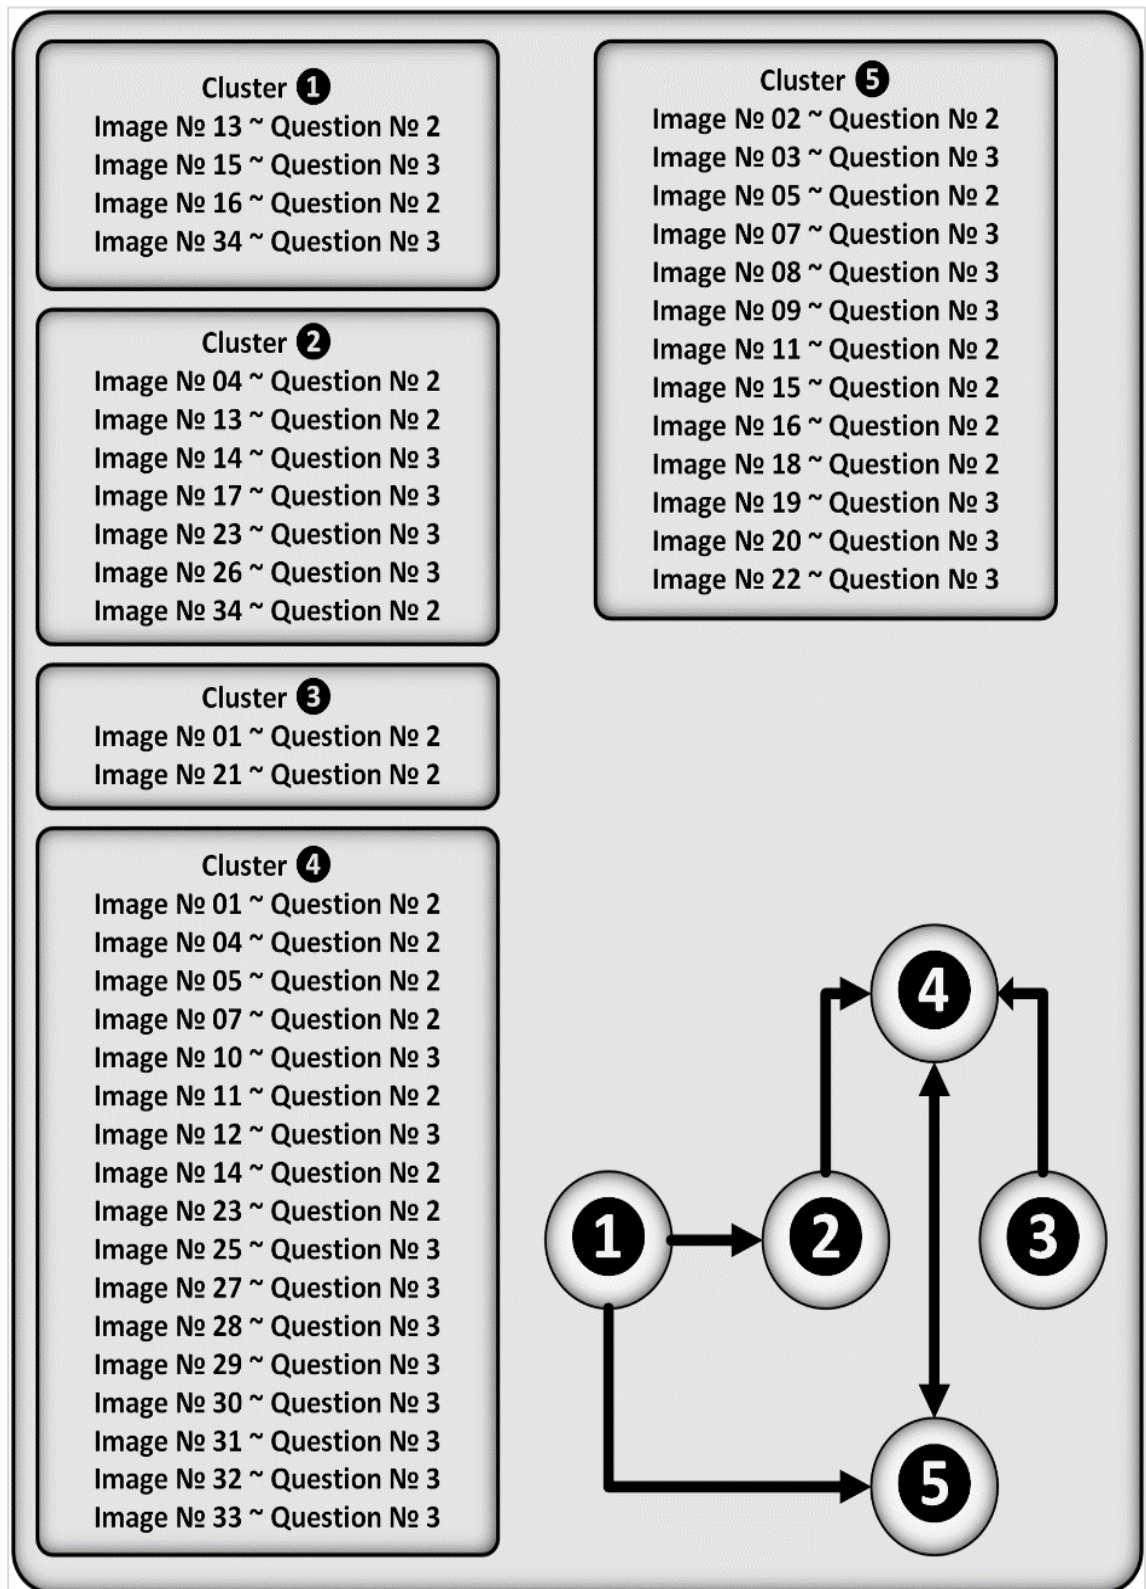 Cluster ❶
Image № 13 ~ Question № 2
Image № 15 ~ Question № 3
Image № 16 ~ Question № 2
Image № 34 ~ Question № 3
Cluster ❷
Image № 04 ~ Question № 2
Image № 13 ~ Question № 2
Image № 14 ~ Question № 3
Image № 17 ~ Question № 3
Image № 23 ~ Question № 3
Image № 26 ~ Question № 3
Image № 34 ~ Question № 2
Cluster ❸
Image № 01 ~ Question № 2
Image № 21 ~ Question № 2
Cluster ❹
Image № 01 ~ Question № 2
Image № 04 ~ Question № 2
Image № 05 ~ Question № 2
Image № 07 ~ Question № 2
Image № 10 ~ Question № 3
Image № 11 ~ Question № 2
Image № 12 ~ Question № 3
Image № 14 ~ Question № 2
Image № 23 ~ Question № 2
Image № 25 ~ Question № 3
Image № 27 ~ Question № 3
Image № 28 ~ Question № 3
Image № 29 ~ Question № 3
Image № 30 ~ Question № 3
Image № 31 ~ Question № 3
Image № 32 ~ Question № 3
Image № 33 ~ Question № 3
Cluster ❺
Image № 02 ~ Question № 2
Image № 03 ~ Question № 3
Image № 05 ~ Question № 2
Image № 07 ~ Question № 3
Image № 08 ~ Question № 3
Image № 09 ~ Question № 3
Image № 11 ~ Question № 2
Image № 15 ~ Question № 2
Image № 16 ~ Question № 2
Image № 18 ~ Question № 2
Image № 19 ~ Question № 3
Image № 20 ~ Question № 3
Image № 22 ~ Question № 3
❹
❶ ❷ ❸
❺